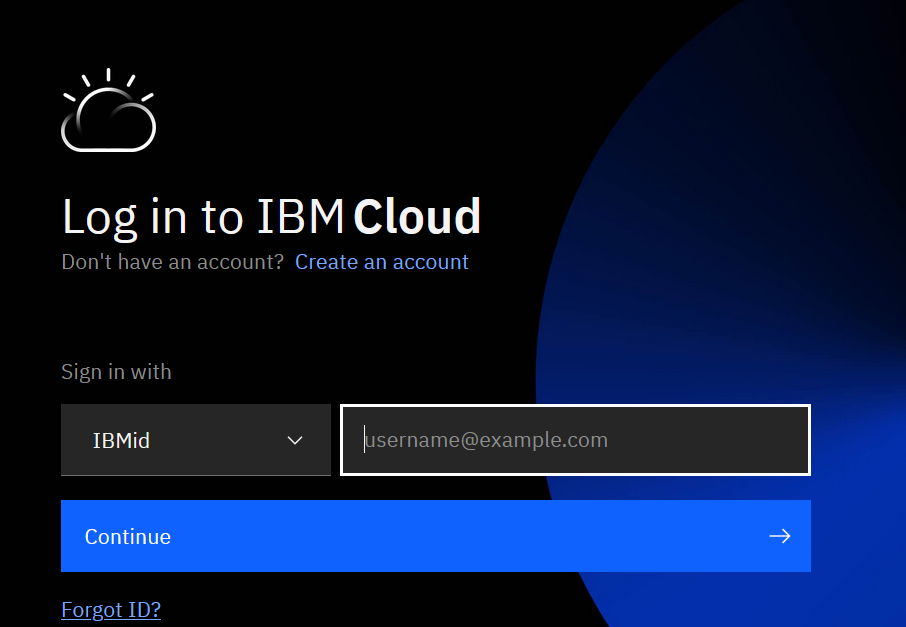 Log in to IBM Cloud
Don't have an account? Create an account
Sign in with
IBMid
username@example.com
Continue
Forgot ID?